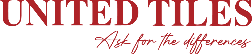 UNITED TILES
Ask for the differences